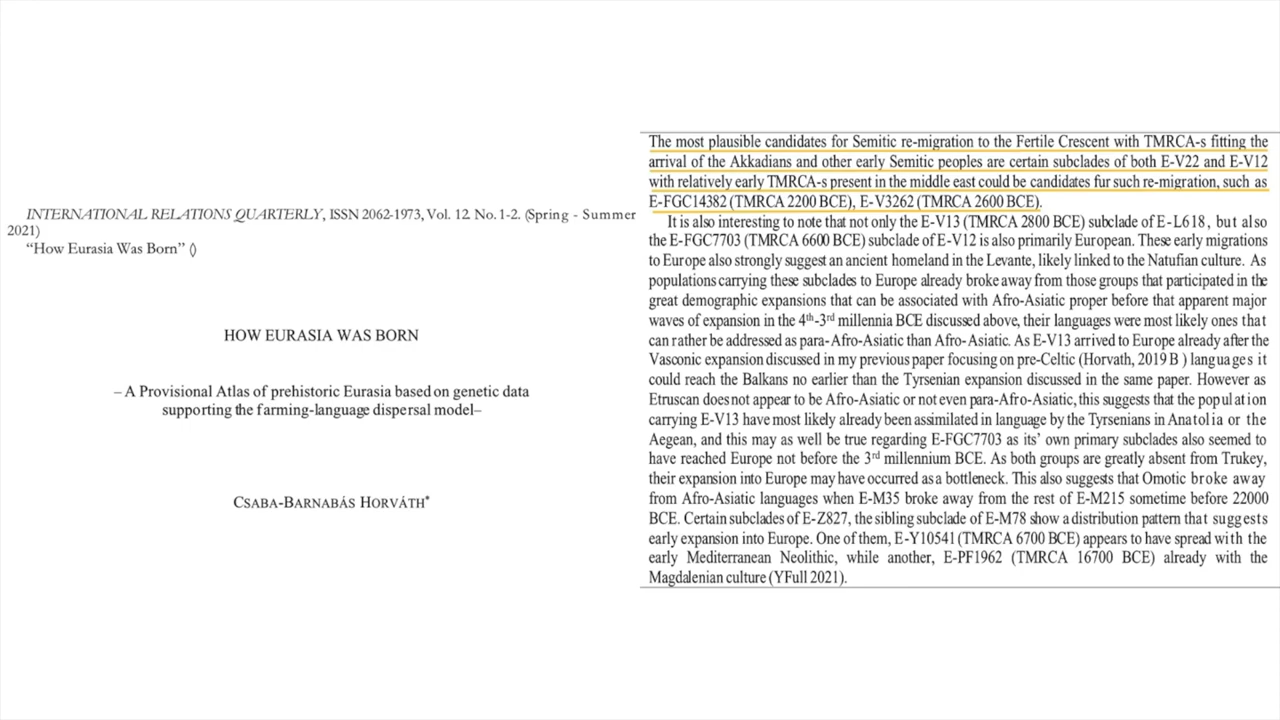 INTERNATIONAL RELATIONS QUARTERLY, ISSN 2062-1973, Vol. 12. No. 1-2. (Spring - Summer
2021)
“How Eurasia Was Born” ()
HOW EURASIA WAS BORN
– A Provisional Atlas of prehistoric Eurasia based on genetic data
supporting the farming-language dispersal model–
CSABA-BARNABÁS HORVÁTH*
The most plausible candidates for Semitic re-migration to the Fertile Crescent with TMRCA-s fitting the
arrival of the Akkadians and other early Semitic peoples are certain subclades of both E-V22 and E-V12
with relatively early TMRCA-s present in the middle east could be candidates fur such re-migration, such as
E-FGC14382 (TMRCA 2200 BCE), E-V3262 (TMRCA 2600 BCE).
It is also interesting to note that not only the E-V13 (TMRCA 2800 BCE) subclade of E-L618, but also
the E-FGC7703 (TMRCA 6600 BCE) subclade of E-V12 is also primarily European. These early migrations
to Europe also strongly suggest an ancient homeland in the Levante, likely linked to the Natufian culture. As
populations carrying these subclades to Europe already broke away from those groups that participated in the
great demographic expansions that can be associated with Afro-Asiatic proper before that apparent major
waves of expansion in the 4th-3rd millennia BCE discussed above, their languages were most likely ones that
can rather be addressed as para-Afro-Asiatic than Afro-Asiatic. As E-V13 arrived to Europe already after the
Vasconic expansion discussed in my previous paper focusing on pre-Celtic (Horvath, 2019 B ) languages it
could reach the Balkans no earlier than the Tyrsenian expansion discussed in the same paper. However as
Etruscan does not appear to be Afro-Asiatic or not even para-Afro-Asiatic, this suggests that the population
carrying E-V13 have most likely already been assimilated in language by the Tyrsenians in Anatolia or the
Aegean, and this may as well be true regarding E-FGC7703 as its’ own primary subclades also seemed to
have reached Europe not before the 3rd millennium BCE. As both groups are greatly absent from Trukey,
their expansion into Europe may have occurred as a bottleneck. This also suggests that Omotic broke away
from Afro-Asiatic languages when E-M35 broke away from the rest of E-M215 sometime before 22000
BCE. Certain subclades of E-Z827, the sibling subclade of E-M78 show a distribution pattern that suggests
early expansion into Europe. One of them, E-Y10541 (TMRCA 6700 BCE) appears to have spread with the
early Mediterranean Neolithic, while another, E-PF1962 (TMRCA 16700 BCE) already with the
Magdalenian culture (YFull 2021).